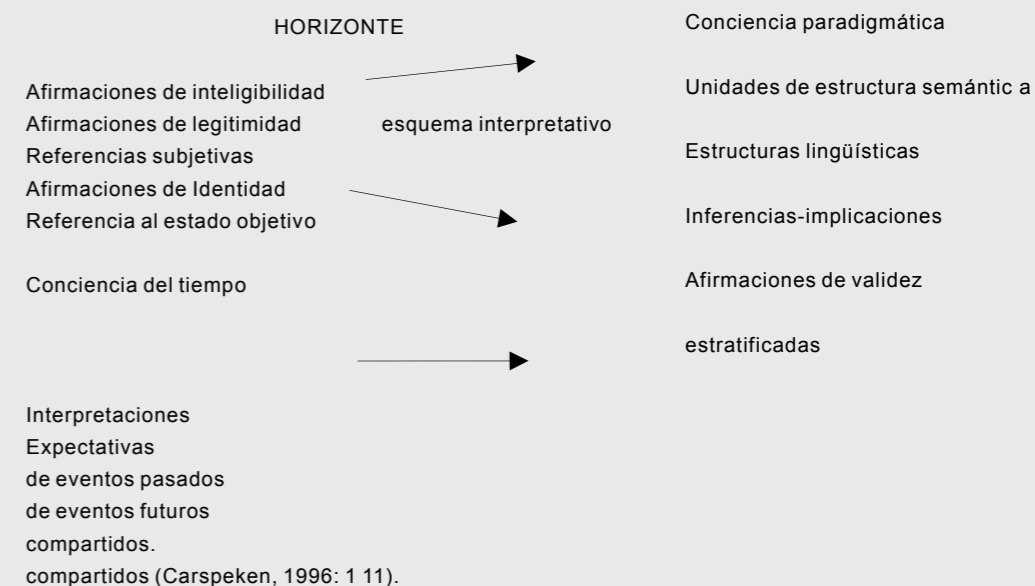 HORIZONTE
Afirmaciones de inteligibilidad
Afirmaciones de legitimidad
Referencias subjetivas
Afirmaciones de Identidad
Referencia al estado objetivo
Conciencia del tiempo
esquema interpretativo
Conciencia paradigmática
Unidades de estructura semántic a
Estructuras lingüísticas
Inferencias-implicaciones
Afirmaciones de validez
estratificadas
Interpretaciones
Expectativas
de eventos pasados
de eventos futuros
compartidos.
compartidos (Carspeken, 1996: 1 11).